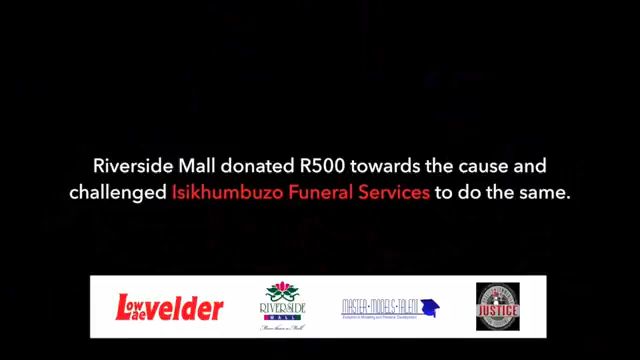 Riverside Mall donated R500 towards the cause and
challenged Isikhumbuzo Funeral Services to do the same.
Lowvelder
Laevelder
RIVERSIDE
MALL
MASTER•MODELS•TALENT
JUSTICE